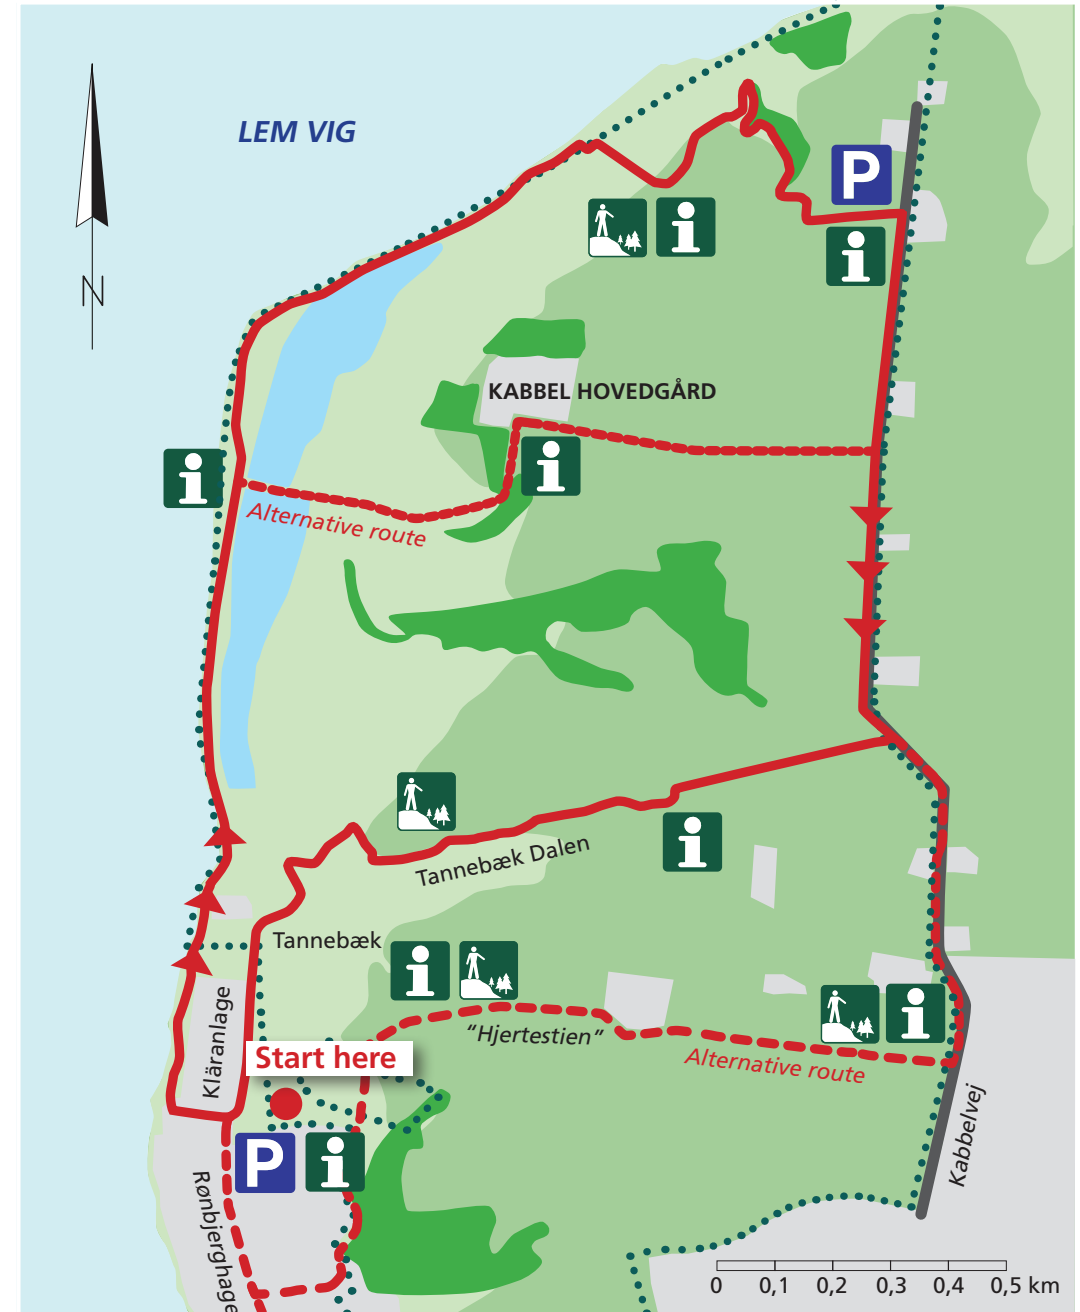 LEM VIG
N
P
i
i
i
KABBEL HOVEDGÅRD
i
i
Alternative route
i
Tannebæk Dalen
Tannebæk
i
i
"Hjertestien"
Alternative route
Kläranlage
Start here
P
i
Rønbjerghage
Kabbelvej
0 0,1 0,2 0,3 0,4 0,5 km